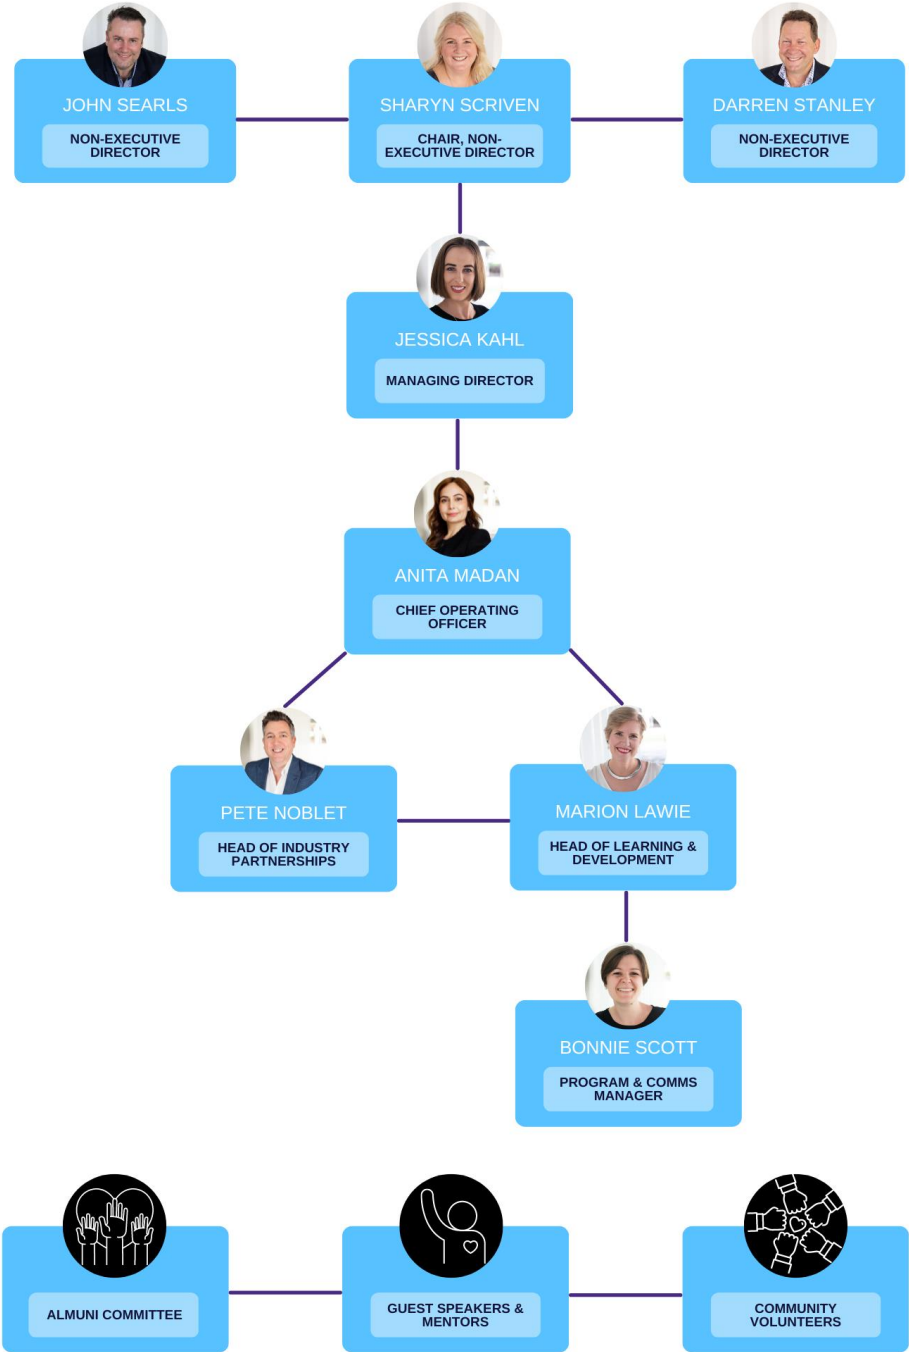 JOHN SEARLS
NON-EXECUTIVE
DIRECTOR
SHARYN SCRIVEN
CHAIR, NON-
EXECUTIVE DIRECTOR
DARREN STANLEY
NON-EXECUTIVE
DIRECTOR
JESSICA KAHL
MANAGING DIRECTOR
ANITA MADAN
CHIEF OPERATING
OFFICER
PETE NOBLET
HEAD OF INDUSTRY
PARTNERSHIPS
MARION LAWIE
HEAD OF LEARNING &
DEVELOPMENT
BONNIE SCOTT
PROGRAM & COMMS
MANAGER
ALMUNI COMMITTEE
GUEST SPEAKERS &
MENTORS
COMMUNITY
VOLUNTEERS